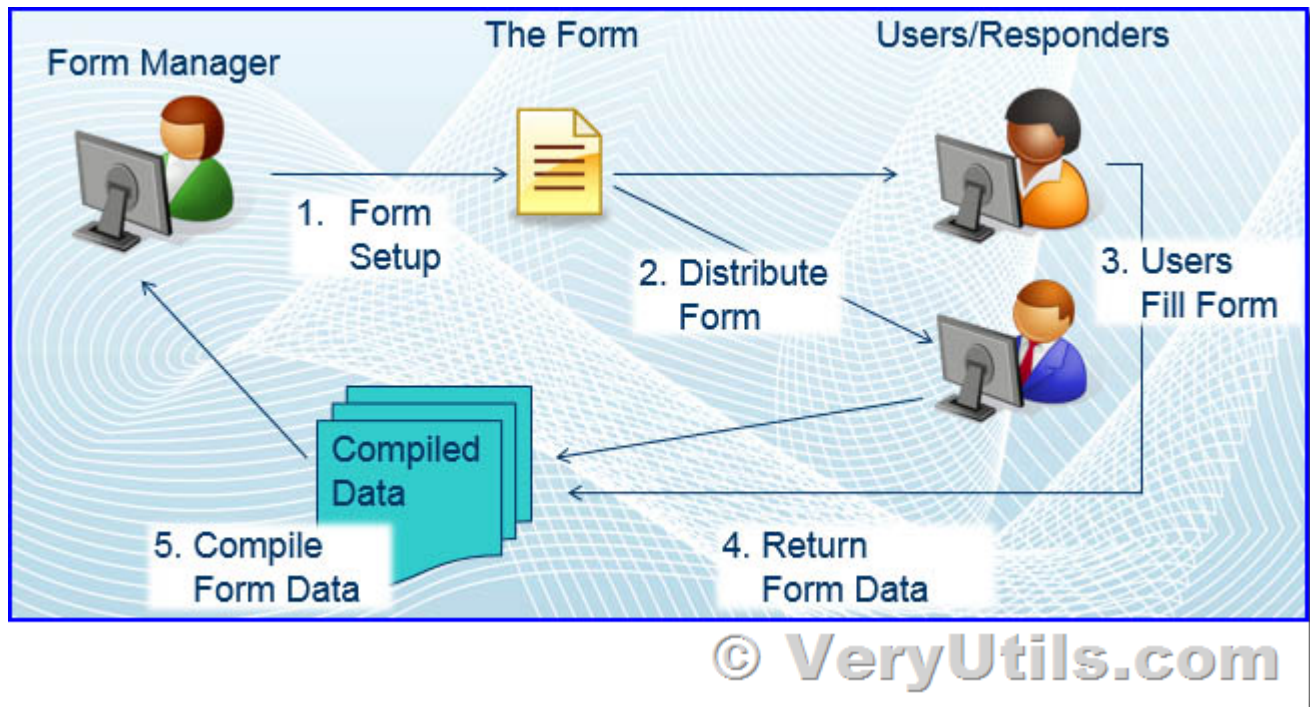 Form Manager
The Form
Users/Responders
1. Form
Setup
2. Distribute
Form
3. Users
Fill Form
Compiled
Data
4. Return
Form Data
5. Compile
Form Data
© VeryUtils.com